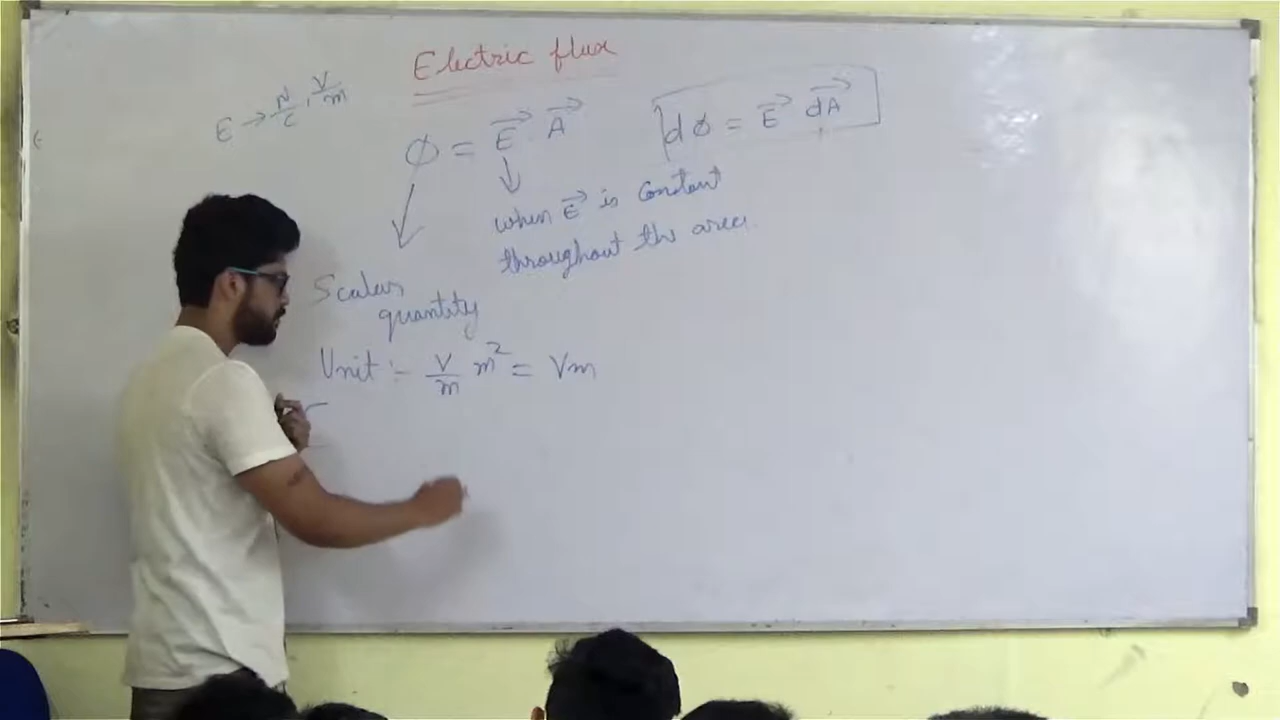 Electric flux
E → N/C, V/m
ϕ = E⃗ . A⃗
dϕ = E⃗ dA⃗
when E⃗ is constant
throughout the area.
Scalar
quantity
Unit :- V/m m² = Vm